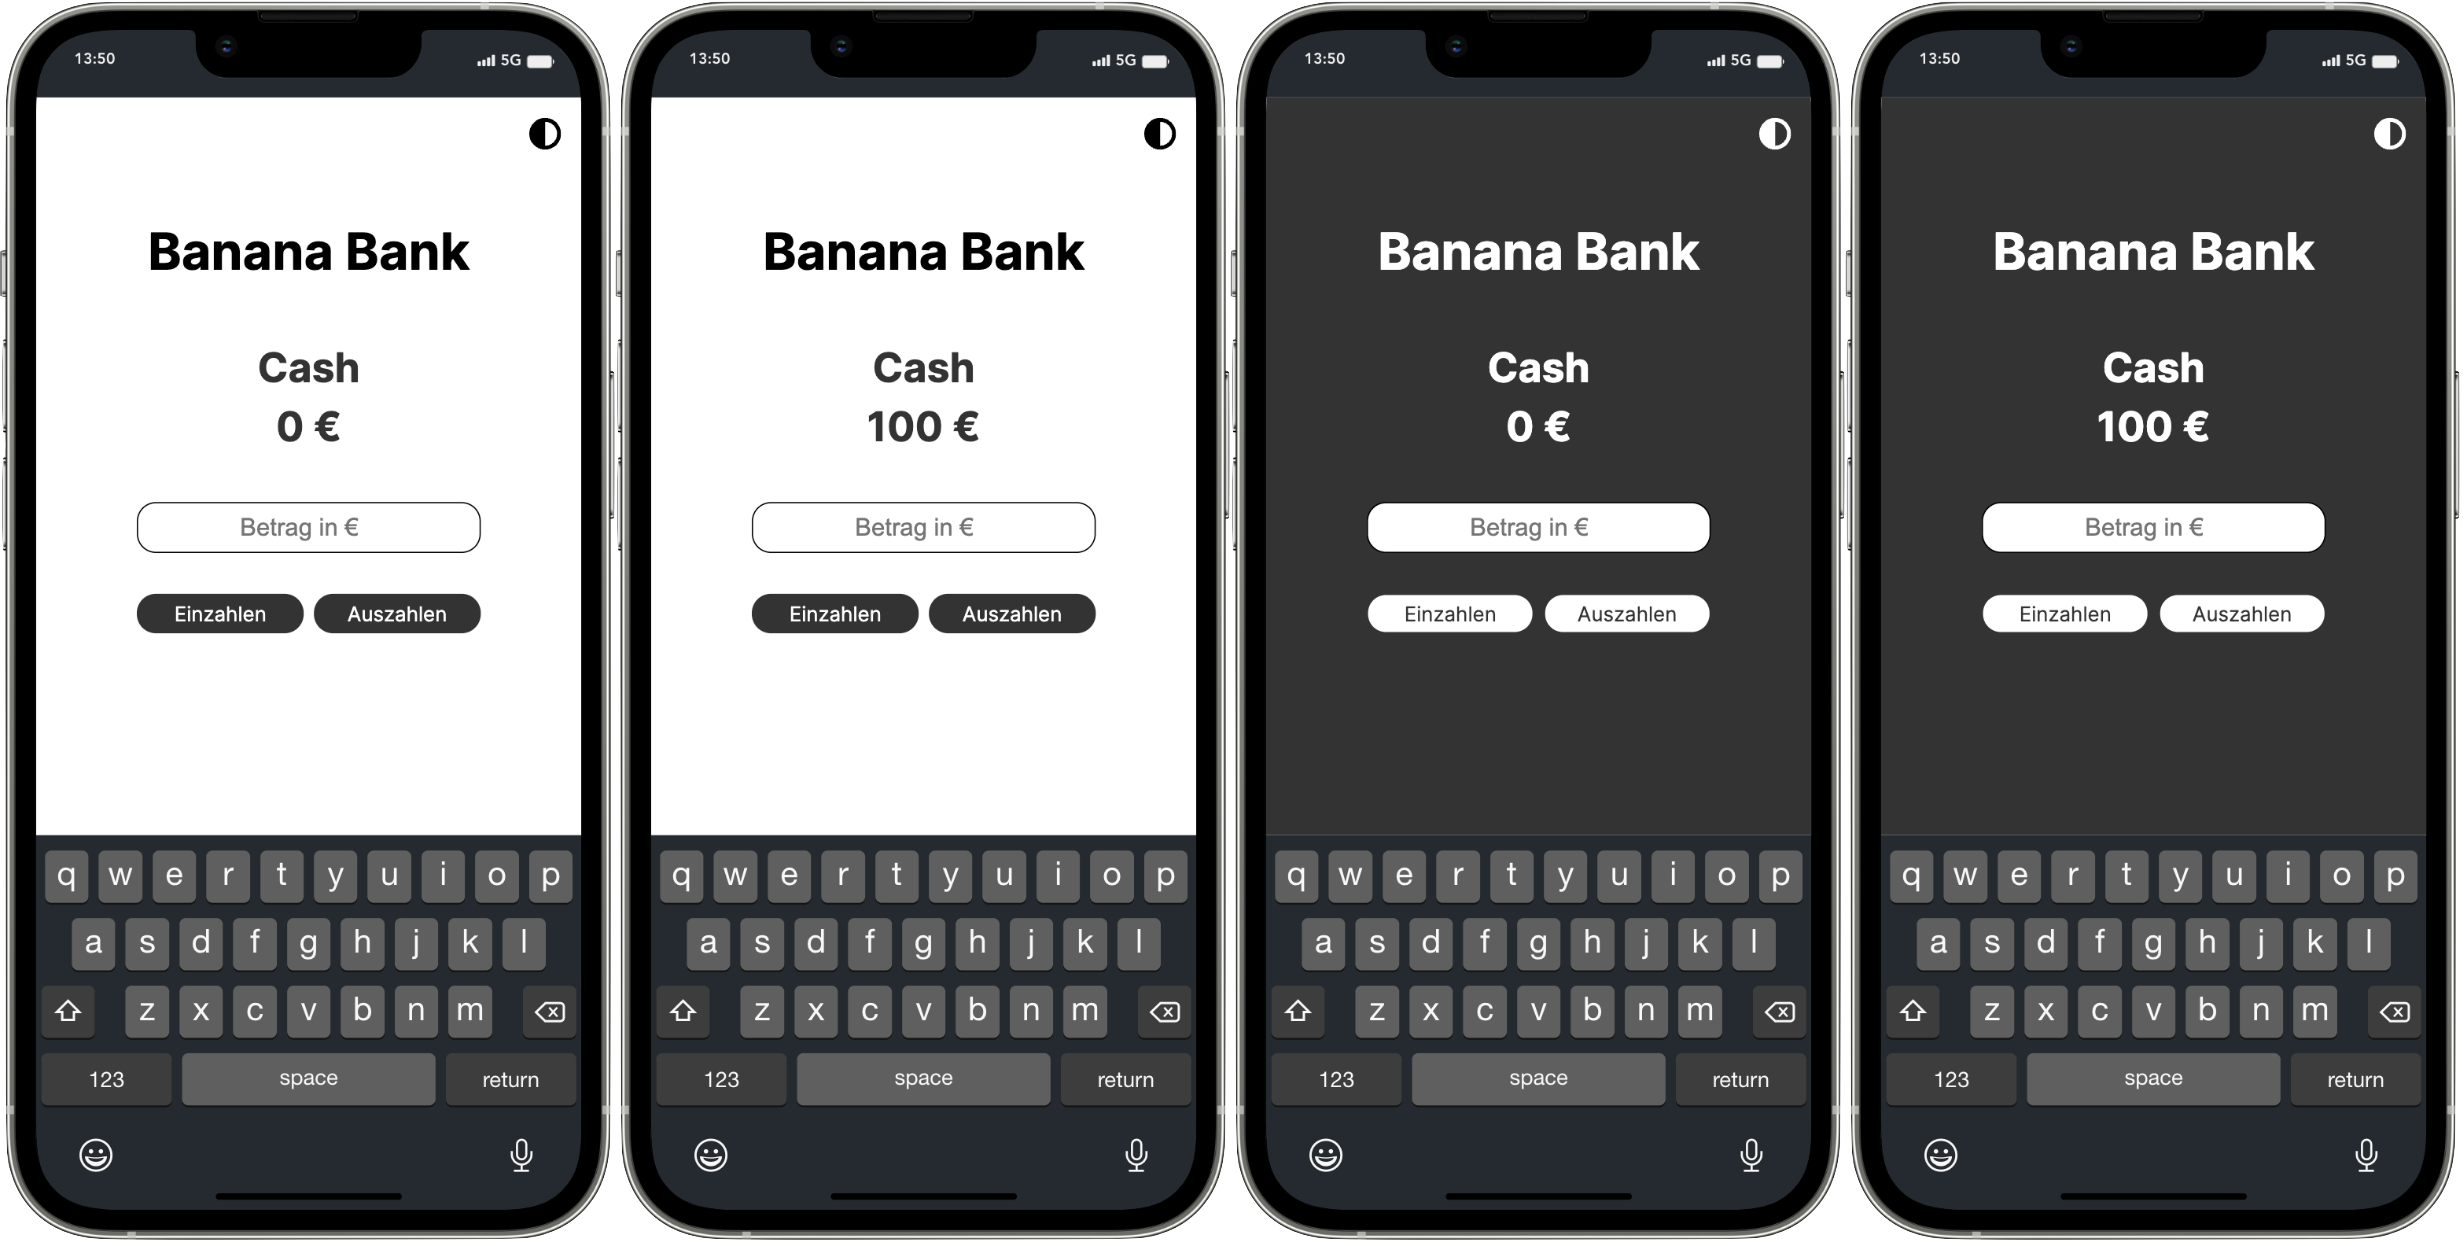 13:50
5G
Banana Bank
Cash
0 €
Betrag in €
Einzahlen Auszahlen
q w e r t y u i o p
a s d f g h j k l
z x c v b n m
123 space return
13:50
5G
Banana Bank
Cash
100 €
Betrag in €
Einzahlen Auszahlen
q w e r t y u i o p
a s d f g h j k l
z x c v b n m
123 space return
13:50
5G
Banana Bank
Cash
0 €
Betrag in €
Einzahlen Auszahlen
q w e r t y u i o p
a s d f g h j k l
z x c v b n m
123 space return
13:50
5G
Banana Bank
Cash
100 €
Betrag in €
Einzahlen Auszahlen
q w e r t y u i o p
a s d f g h j k l
z x c v b n m
123 space return